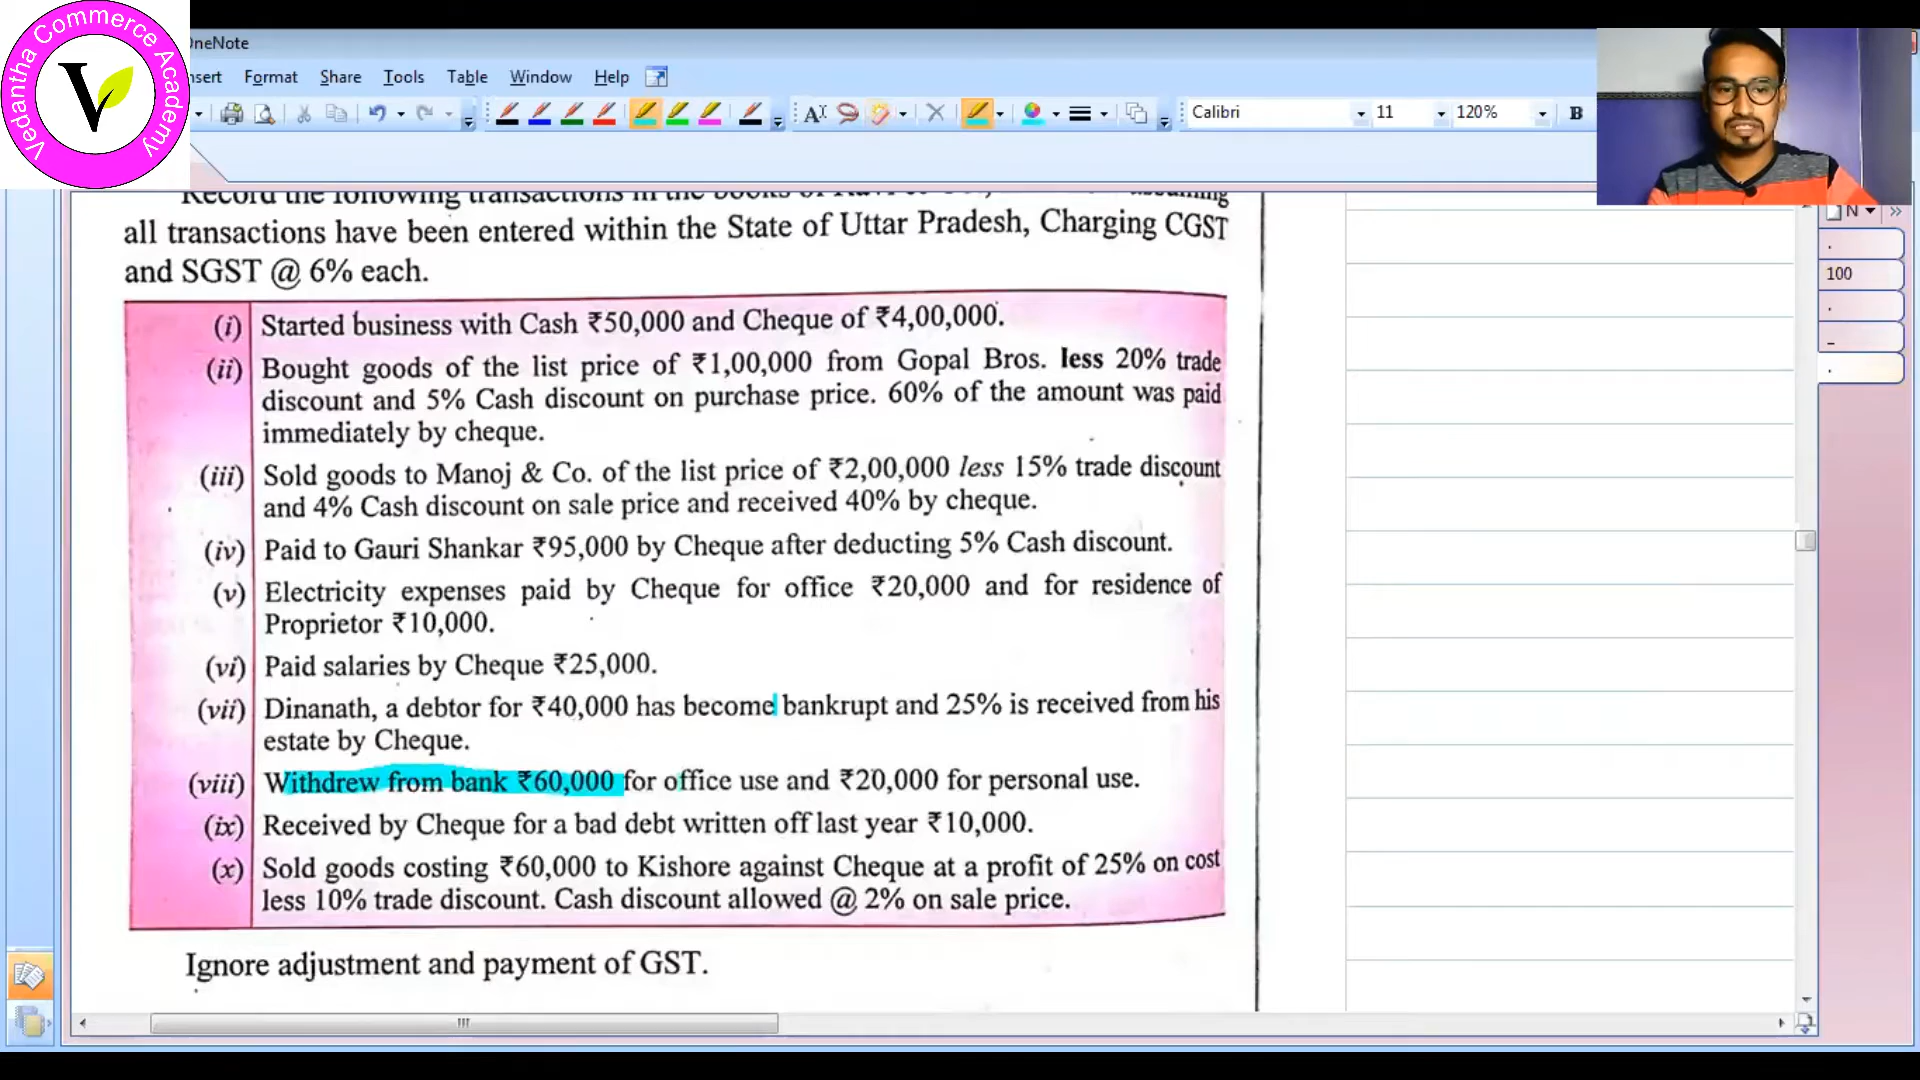 Vedantha Commerce Academy
V
OneNote
nsert Format Share Tools Table Window Help
Calibri 11 120% B
N
Record the following transactions in the books of
all transactions have been entered within the State of Uttar Pradesh, Charging CGST
and SGST @ 6% each.
100
(i) Started business with Cash ₹50,000 and Cheque of ₹4,00,000.
(ii) Bought goods of the list price of ₹1,00,000 from Gopal Bros. less 20% trade
discount and 5% Cash discount on purchase price. 60% of the amount was paid
immediately by cheque.
(iii) Sold goods to Manoj & Co. of the list price of ₹2,00,000 less 15% trade discount
and 4% Cash discount on sale price and received 40% by cheque.
(iv) Paid to Gauri Shankar ₹95,000 by Cheque after deducting 5% Cash discount.
(v) Electricity expenses paid by Cheque for office ₹20,000 and for residence of
Proprietor ₹10,000.
(vi) Paid salaries by Cheque ₹25,000.
(vii) Dinanath, a debtor for ₹40,000 has become bankrupt and 25% is received from his
estate by Cheque.
(viii) Withdrew from bank ₹60,000 for office use and ₹20,000 for personal use.
(ix) Received by Cheque for a bad debt written off last year ₹10,000.
(x) Sold goods costing ₹60,000 to Kishore against Cheque at a profit of 25% on cost
less 10% trade discount. Cash discount allowed @ 2% on sale price.
Ignore adjustment and payment of GST.